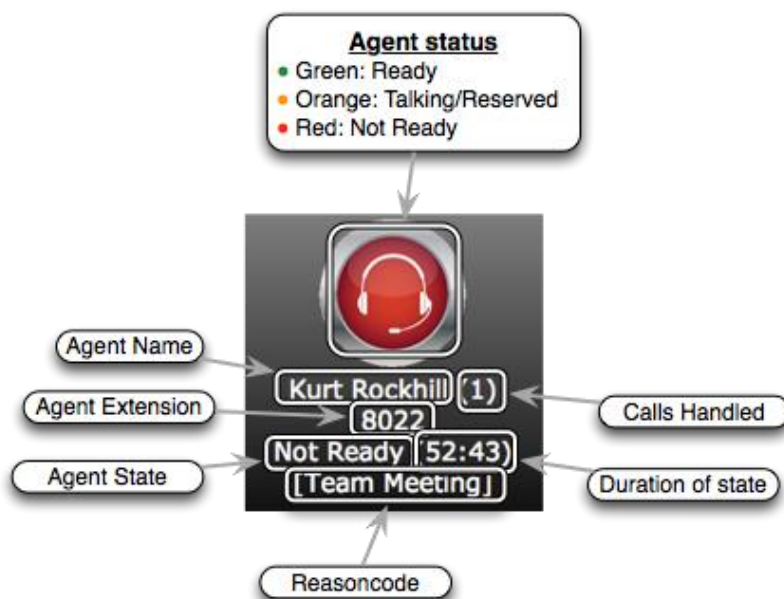 Agent status
• Green: Ready
• Orange: Talking/Reserved
• Red: Not Ready
Agent Name
Kurt Rockhill (1)
Agent Extension
8022
Calls Handled
Not Ready (52:43)
Agent State
[Team Meeting]
Duration of state
Reasoncode